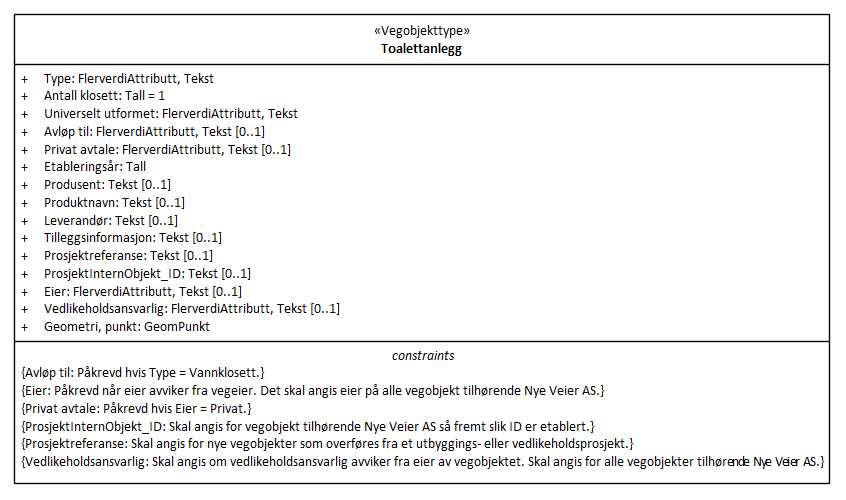 «Vegobjekttype»
Toalettanlegg
+ Type: FlerverdiAttributt, Tekst
+ Antall klosett: Tall = 1
+ Universelt utformet: FlerverdiAttributt, Tekst
+ Avløp til: FlerverdiAttributt, Tekst [0..1]
+ Privat avtale: FlerverdiAttributt, Tekst [0..1]
+ Etableringsår: Tall
+ Produsent: Tekst [0..1]
+ Produktnavn: Tekst [0..1]
+ Leverandør: Tekst [0..1]
+ Tilleggsinformasjon: Tekst [0..1]
+ Prosjektreferanse: Tekst [0..1]
+ ProsjektInternObjekt_ID: Tekst [0..1]
+ Eier: FlerverdiAttributt, Tekst [0..1]
+ Vedlikeholdsansvarlig: FlerverdiAttributt, Tekst [0..1]
+ Geometri, punkt: GeomPunkt
constraints
{Avløp til: Påkrevd hvis Type = Vannklosett.}
{Eier: Påkrevd når eier avviker fra vegeier. Det skal angis eier på alle vegobjekt tilhørende Nye Veier AS.}
{Privat avtale: Påkrevd hvis Eier = Privat.}
{ProsjektInternObjekt_ID: Skal angis for vegobjekt tilhørende Nye Veier AS så fremt slik ID er etablert.}
{Prosjektreferanse: Skal angis for nye vegobjekter som overføres fra et utbyggings- eller vedlikeholdsprosjekt.}
{Vedlikeholdsansvarlig: Skal angis om vedlikeholdsansvarlig avviker fra eier av vegobjektet. Skal angis for alle vegobjekter tilhørende Nye Veier AS.}